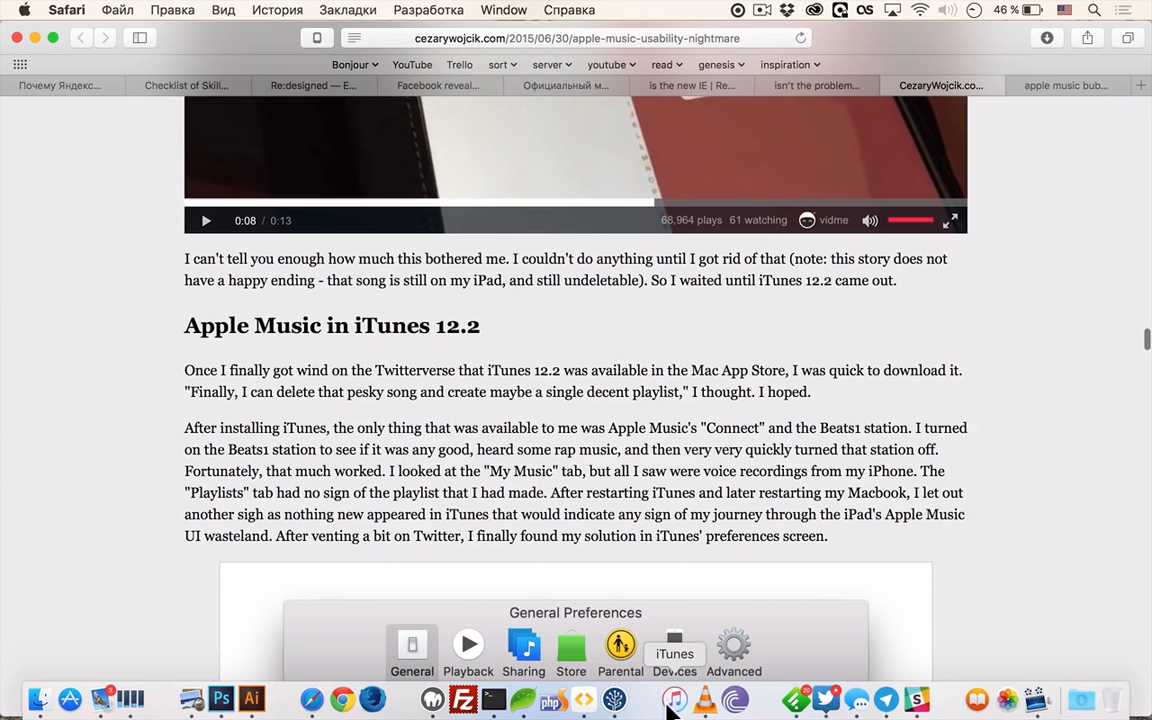 Safari Файл Правка Вид История Закладки Разработка Window Справка 46 %
cezarywojcik.com/2015/06/30/apple-music-usability-nightmare
Bonjour YouTube Trello sort server youtube read genesis inspiration
Почему Яндекс... Checklist of Skill... Re:designed — E... Facebook reveal... Официальный м... is the new IE | Re... isn't the problem... CezaryWojcik.co... apple music bub...
0:08 / 0:13 68,964 plays 61 watching vidme
I can't tell you enough how much this bothered me. I couldn't do anything until I got rid of that (note: this story does not
have a happy ending - that song is still on my iPad, and still undeletable). So I waited until iTunes 12.2 came out.
Apple Music in iTunes 12.2
Once I finally got wind on the Twitterverse that iTunes 12.2 was available in the Mac App Store, I was quick to download it.
"Finally, I can delete that pesky song and create maybe a single decent playlist," I thought. I hoped.
After installing iTunes, the only thing that was available to me was Apple Music's "Connect" and the Beats1 station. I turned
on the Beats1 station to see if it was any good, heard some rap music, and then very very quickly turned that station off.
Fortunately, that much worked. I looked at the "My Music" tab, but all I saw were voice recordings from my iPhone. The
"Playlists" tab had no sign of the playlist that I had made. After restarting iTunes and later restarting my Macbook, I let out
another sigh as nothing new appeared in iTunes that would indicate any sign of my journey through the iPad's Apple Music
UI wasteland. After venting a bit on Twitter, I finally found my solution in iTunes' preferences screen.
General Preferences
iTunes
General Playback Sharing Store Parental Devices Advanced
Ps Ai Fz php